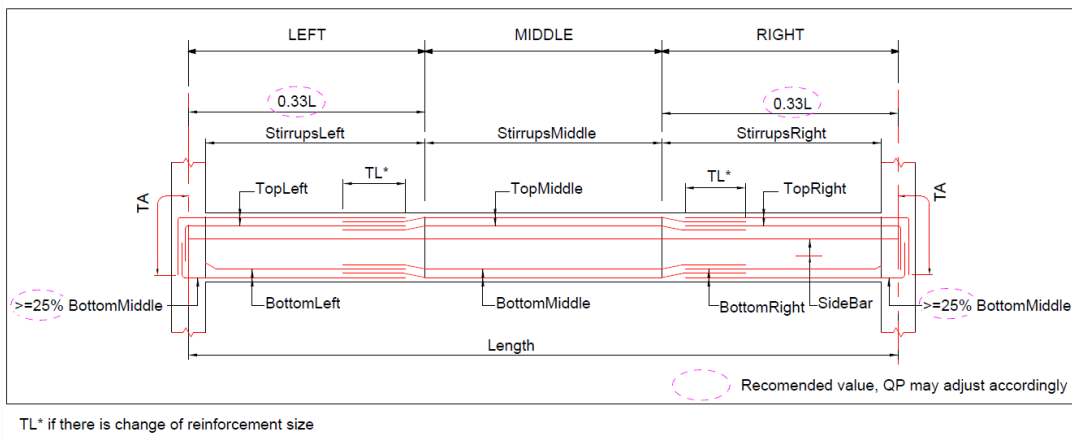 LEFT MIDDLE RIGHT
0.33L 0.33L
StirrupsLeft StirrupsMiddle StirrupsRight
TL* TL*
TopLeft TopMiddle TopRight
TA TA
>=25% BottomMiddle BottomLeft BottomMiddle BottomRight SideBar >=25% BottomMiddle
Length
Recomended value, QP may adjust accordingly
TL* if there is change of reinforcement size